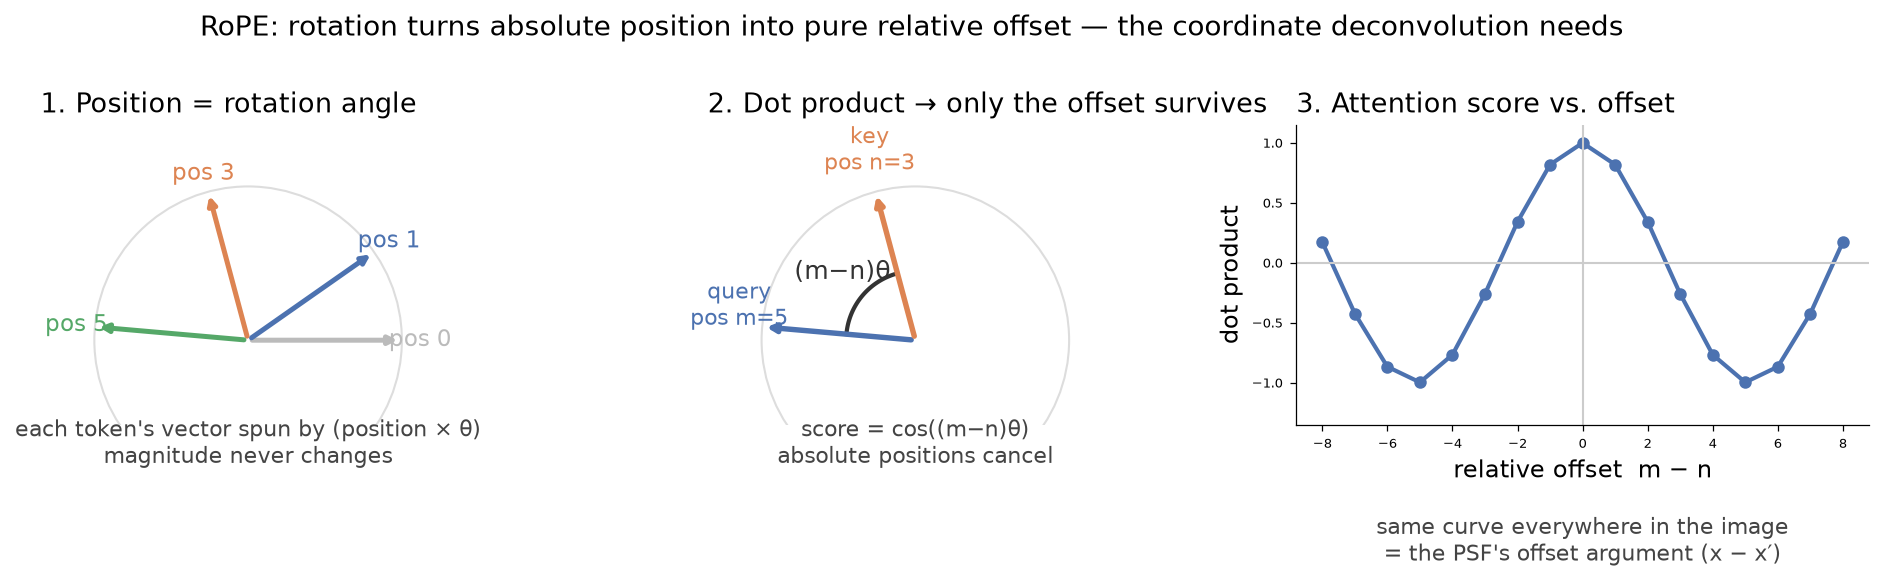 RoPE: rotation turns absolute position into pure relative offset — the coordinate deconvolution needs
1. Position = rotation angle
pos 3
pos 1
pos 5
pos 0
each token's vector spun by (position × θ)
magnitude never changes
2. Dot product → only the offset survives
key
pos n=3
(m−n)θ
query
pos m=5
score = cos((m−n)θ)
absolute positions cancel
3. Attention score vs. offset
1.0
0.5
0.0
−0.5
−1.0
dot product
−8 −6 −4 −2 0 2 4 6 8
relative offset m − n
same curve everywhere in the image
= the PSF's offset argument (x − x′)